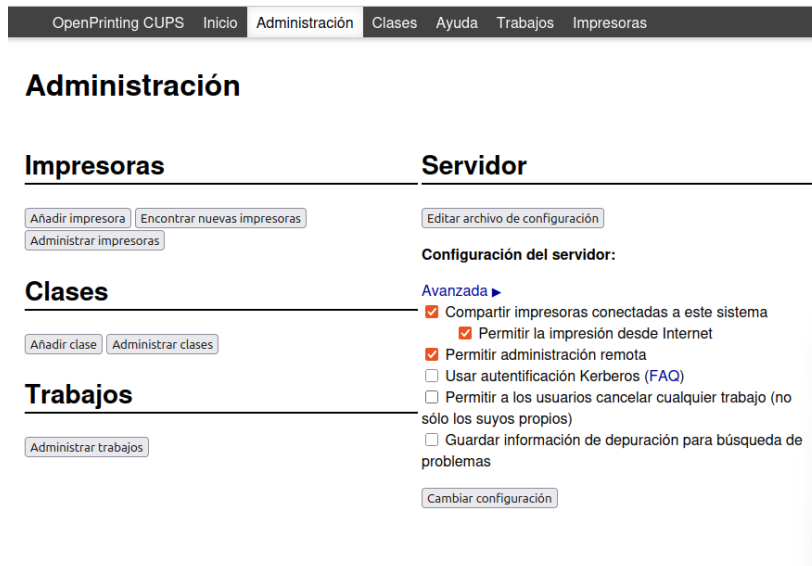 OpenPrinting CUPS Inicio Administración Clases Ayuda Trabajos Impresoras
Administración
Impresoras
Añadir impresora Encontrar nuevas impresoras
Administrar impresoras
Clases
Añadir clase Administrar clases
Trabajos
Administrar trabajos
Servidor
Editar archivo de configuración
Configuración del servidor:
Avanzada ▶
Compartir impresoras conectadas a este sistema
Permitir la impresión desde Internet
Permitir administración remota
Usar autentificación Kerberos (FAQ)
Permitir a los usuarios cancelar cualquier trabajo (no
sólo los suyos propios)
Guardar información de depuración para búsqueda de
problemas
Cambiar configuración